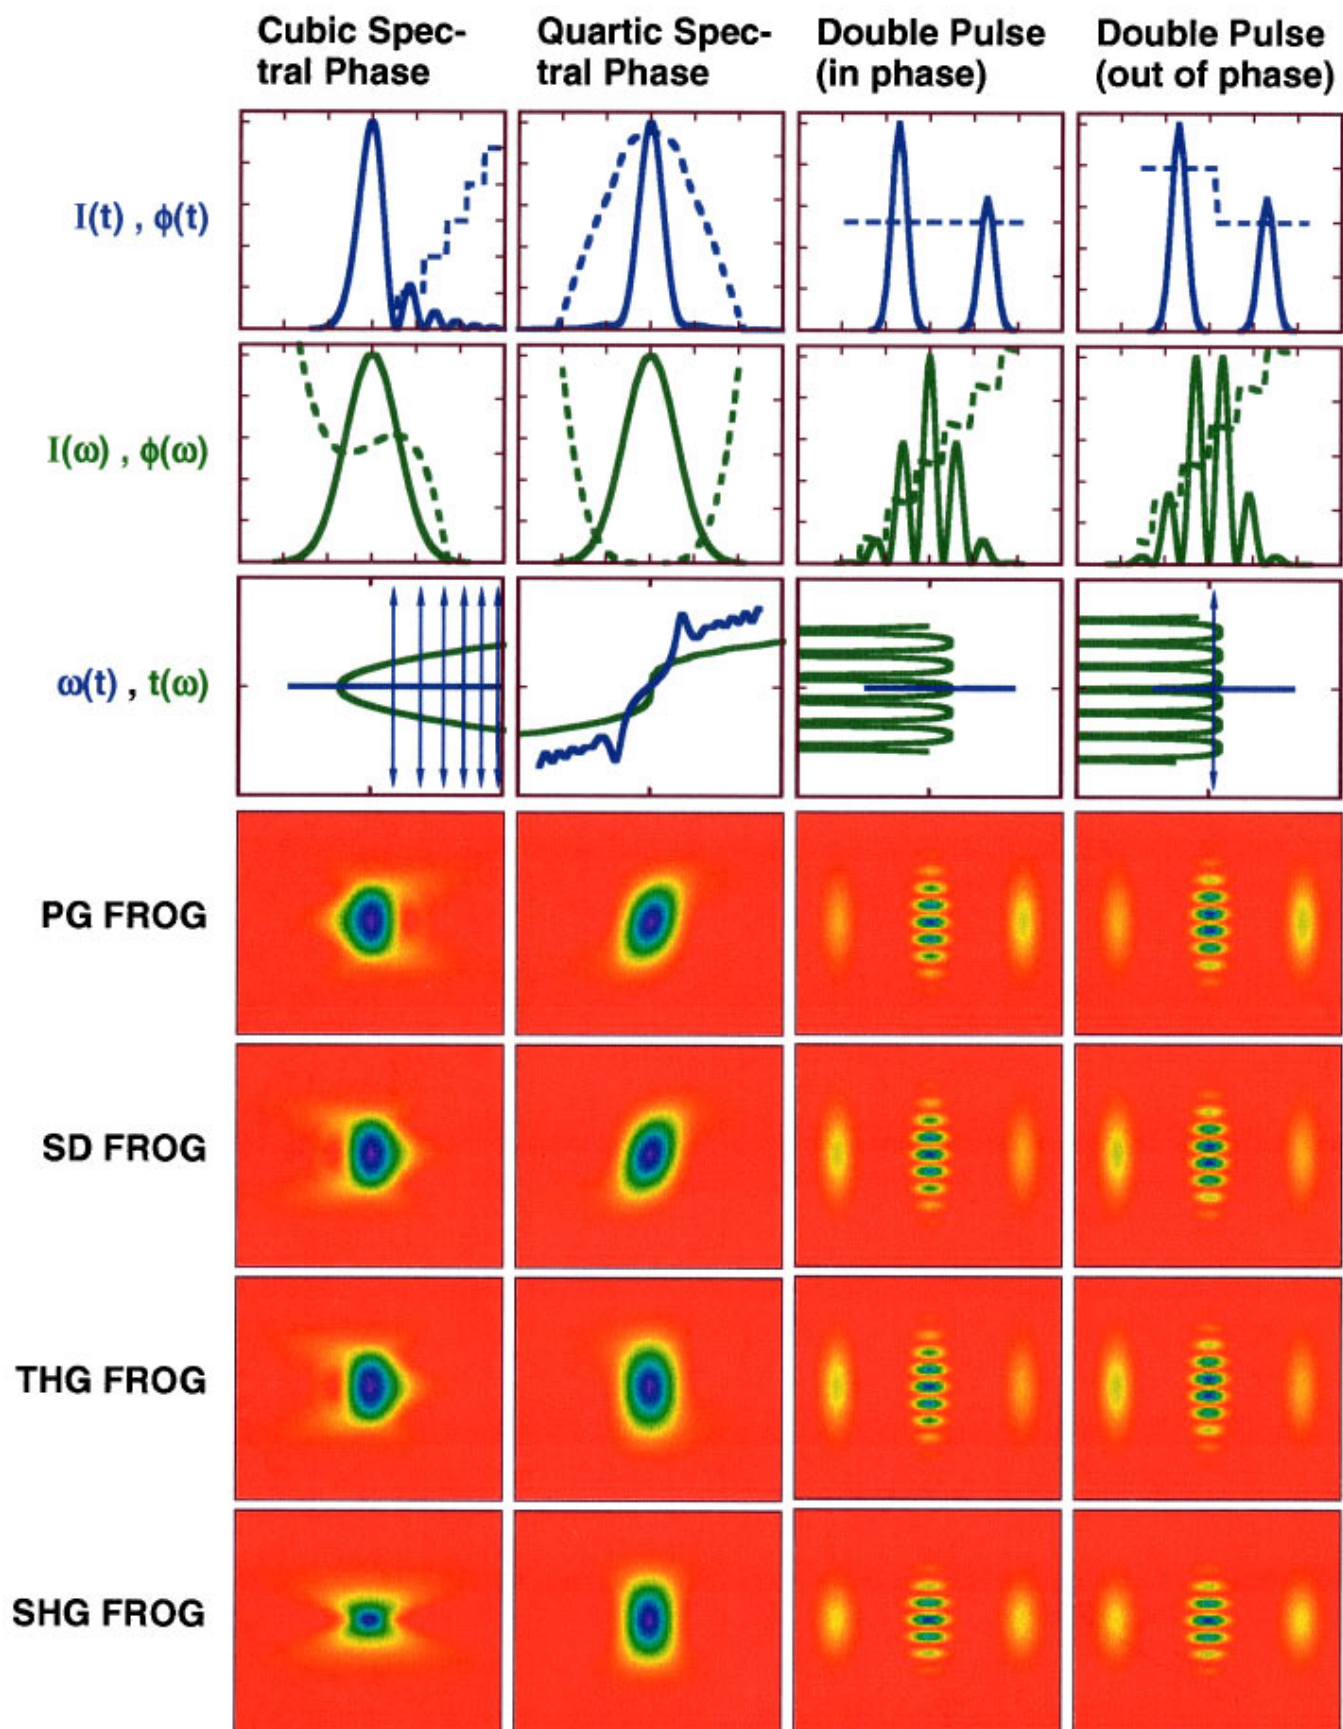 Cubic Spec-
tral Phase
Quartic Spec-
tral Phase
Double Pulse
(in phase)
Double Pulse
(out of phase)
I(t) , ϕ(t)
I(ω) , ϕ(ω)
ω(t) , t(ω)
PG FROG
SD FROG
THG FROG
SHG FROG